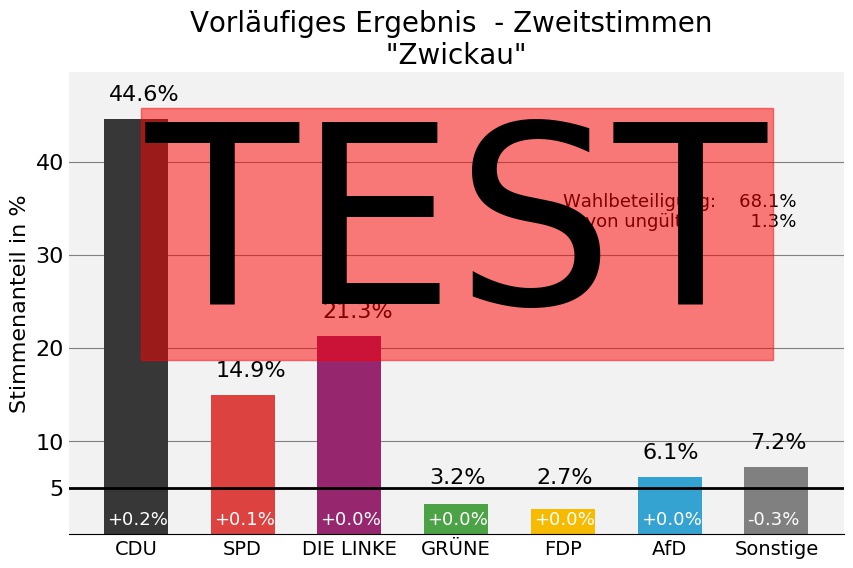 Vorläufiges Ergebnis - Zweitstimmen
"Zwickau"
Stimmenanteil in %
44.6%
TEST
40
Wahlbeteiligung: 68.1%
von ungült 1.3%
30
21.3%
20
14.9%
10
3.2%
2.7%
6.1%
7.2%
5
+0.2% +0.1% +0.0% +0.0% +0.0% +0.0% -0.3%
CDU SPD DIE LINKE GRÜNE FDP AfD Sonstige